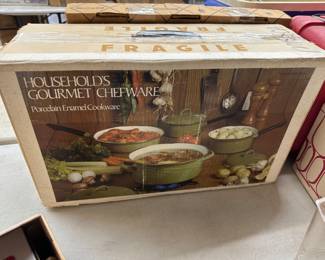 FRAGILE
HOUSEHOLD'S
GOURMET CHEFWARE
Porcelain Enamel Cookware